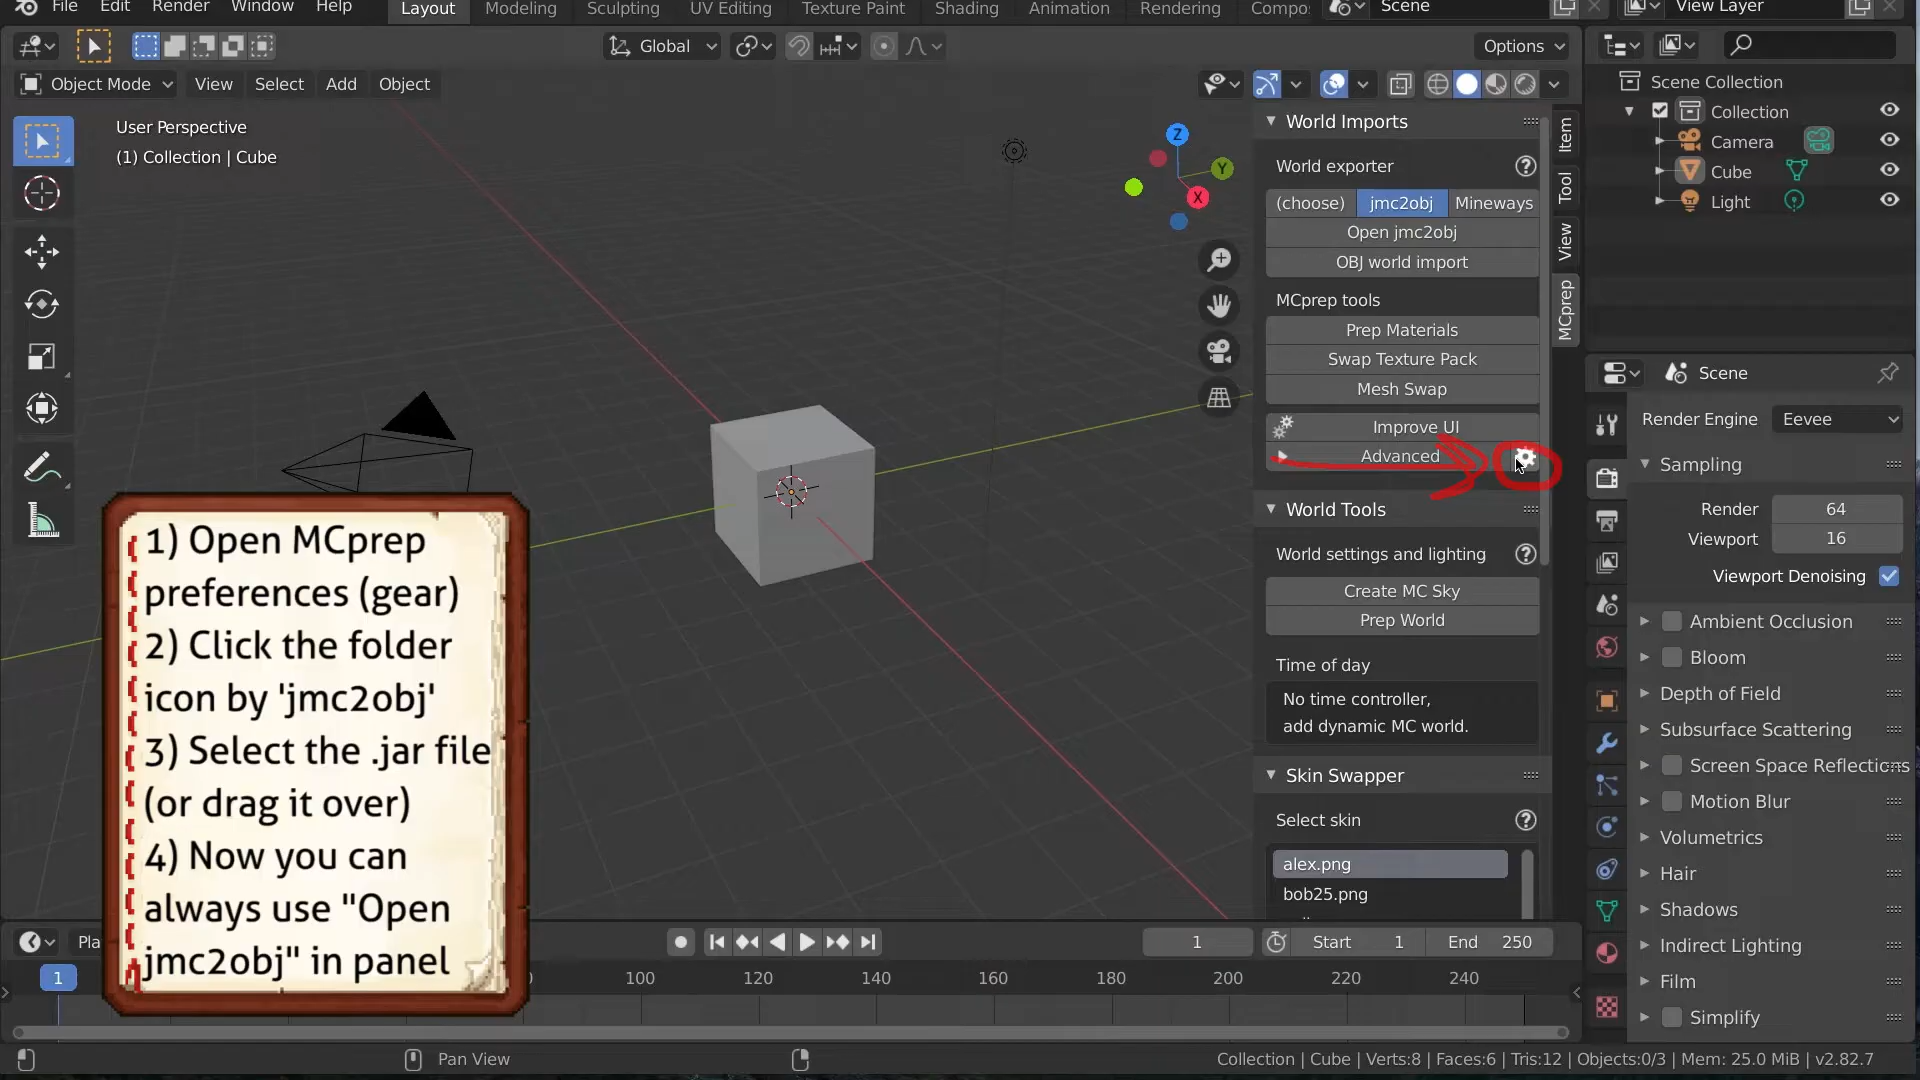 File Edit Render Window Help Layout Modeling Sculpting UV Editing Texture Paint Shading Animation Rendering Scene View Layer
Global
Options
Object Mode View Select Add Object
User Perspective
(1) Collection | Cube
Z
Y
X
World Imports
World exporter
(choose) jmc2obj Mineways
Open jmc2obj
OBJ world import
MCprep tools
Prep Materials
Swap Texture Pack
Mesh Swap
Improve UI
Advanced
World Tools
World settings and lighting
Create MC Sky
Prep World
Time of day
No time controller,
add dynamic MC world.
Skin Swapper
Select skin
alex.png
bob25.png
Item
Tool
View
MCprep
Scene Collection
Collection
Camera
Cube
Light
Scene
Render Engine Eevee
Sampling
Render 64
Viewport 16
Viewport Denoising
Ambient Occlusion
Bloom
Depth of Field
Subsurface Scattering
Screen Space Reflections
Motion Blur
Volumetrics
Hair
Shadows
Indirect Lighting
Film
Simplify
1) Open MCprep
preferences (gear)
2) Click the folder
icon by 'jmc2obj'
3) Select the .jar file
(or drag it over)
4) Now you can
always use "Open
jmc2obj" in panel
1 Start 1 End 250
1 100 120 140 160 180 200 220 240
Pan View
Collection | Cube | Verts:8 | Faces:6 | Tris:12 | Objects:0/3 | Mem: 25.0 MiB | v2.82.7